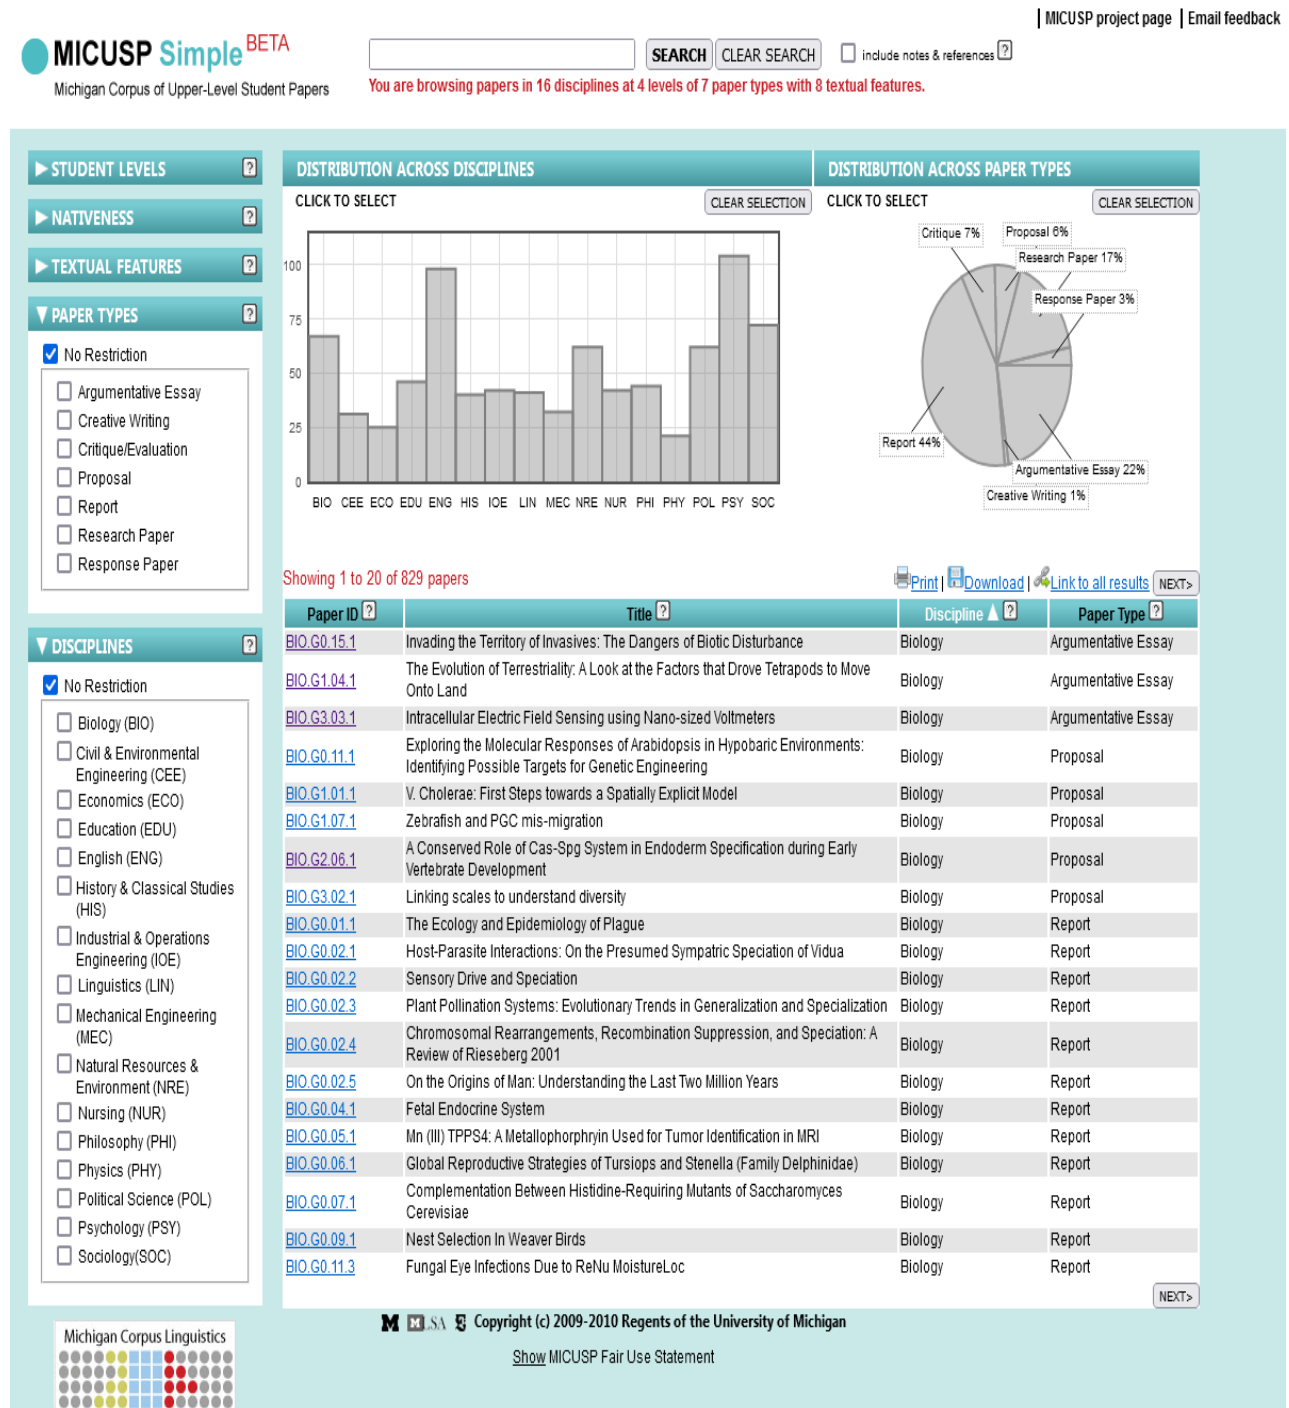 MICUSP project page | Email feedback
MICUSP Simple BETA
Michigan Corpus of Upper-Level Student Papers
SEARCH CLEAR SEARCH include notes & references ?
You are browsing papers in 16 disciplines at 4 levels of 7 paper types with 8 textual features.
STUDENT LEVELS ?
NATIVENESS ?
TEXTUAL FEATURES ?
PAPER TYPES ?
No Restriction
Argumentative Essay
Creative Writing
Critique/Evaluation
Proposal
Report
Research Paper
Response Paper
DISCIPLINES ?
No Restriction
Biology (BIO)
Civil & Environmental
Engineering (CEE)
Economics (ECO)
Education (EDU)
English (ENG)
History & Classical Studies
(HIS)
Industrial & Operations
Engineering (IOE)
Linguistics (LIN)
Mechanical Engineering
(MEC)
Natural Resources &
Environment (NRE)
Nursing (NUR)
Philosophy (PHI)
Physics (PHY)
Political Science (POL)
Psychology (PSY)
Sociology(SOC)
Michigan Corpus Linguistics
DISTRIBUTION ACROSS DISCIPLINES
CLICK TO SELECT CLEAR SELECTION
100
75
50
25
0
BIO CEE ECO EDU ENG HIS IOE LIN MEC NRE NUR PHI PHY POL PSY SOC
DISTRIBUTION ACROSS PAPER TYPES
CLICK TO SELECT CLEAR SELECTION
Critique 7%
Proposal 6%
Research Paper 17%
Response Paper 3%
Report 44%
Argumentative Essay 22%
Creative Writing 1%
Showing 1 to 20 of 829 papers
Print | Download | Link to all results NEXT>
Paper ID ? Title ? Discipline ▲ ? Paper Type ?
BIO.G0.15.1 Invading the Territory of Invasives: The Dangers of Biotic Disturbance Biology Argumentative Essay
BIO.G1.04.1 The Evolution of Terrestriality: A Look at the Factors that Drove Tetrapods to Move Biology Argumentative Essay
Onto Land
BIO.G3.03.1 Intracellular Electric Field Sensing using Nano-sized Voltmeters Biology Argumentative Essay
BIO.G0.11.1 Exploring the Molecular Responses of Arabidopsis in Hypobaric Environments: Biology Proposal
Identifying Possible Targets for Genetic Engineering
BIO.G1.01.1 V. Cholerae: First Steps towards a Spatially Explicit Model Biology Proposal
BIO.G1.07.1 Zebrafish and PGC mis-migration Biology Proposal
BIO.G2.06.1 A Conserved Role of Cas-Spg System in Endoderm Specification during Early Biology Proposal
Vertebrate Development
BIO.G3.02.1 Linking scales to understand diversity Biology Proposal
BIO.G0.01.1 The Ecology and Epidemiology of Plague Biology Report
BIO.G0.02.1 Host-Parasite Interactions: On the Presumed Sympatric Speciation of Vidua Biology Report
BIO.G0.02.2 Sensory Drive and Speciation Biology Report
BIO.G0.02.3 Plant Pollination Systems: Evolutionary Trends in Generalization and Specialization Biology Report
BIO.G0.02.4 Chromosomal Rearrangements, Recombination Suppression, and Speciation: A Biology Report
Review of Rieseberg 2001
BIO.G0.02.5 On the Origins of Man: Understanding the Last Two Million Years Biology Report
BIO.G0.04.1 Fetal Endocrine System Biology Report
BIO.G0.05.1 Mn (III) TPPS4: A Metallophorphryin Used for Tumor Identification in MRI Biology Report
BIO.G0.06.1 Global Reproductive Strategies of Tursiops and Stenella (Family Delphinidae) Biology Report
BIO.G0.07.1 Complementation Between Histidine-Requiring Mutants of Saccharomyces Biology Report
Cerevisiae
BIO.G0.09.1 Nest Selection In Weaver Birds Biology Report
BIO.G0.11.3 Fungal Eye Infections Due to ReNu MoistureLoc Biology Report
NEXT>
M M LSA Copyright (c) 2009-2010 Regents of the University of Michigan
Show MICUSP Fair Use Statement